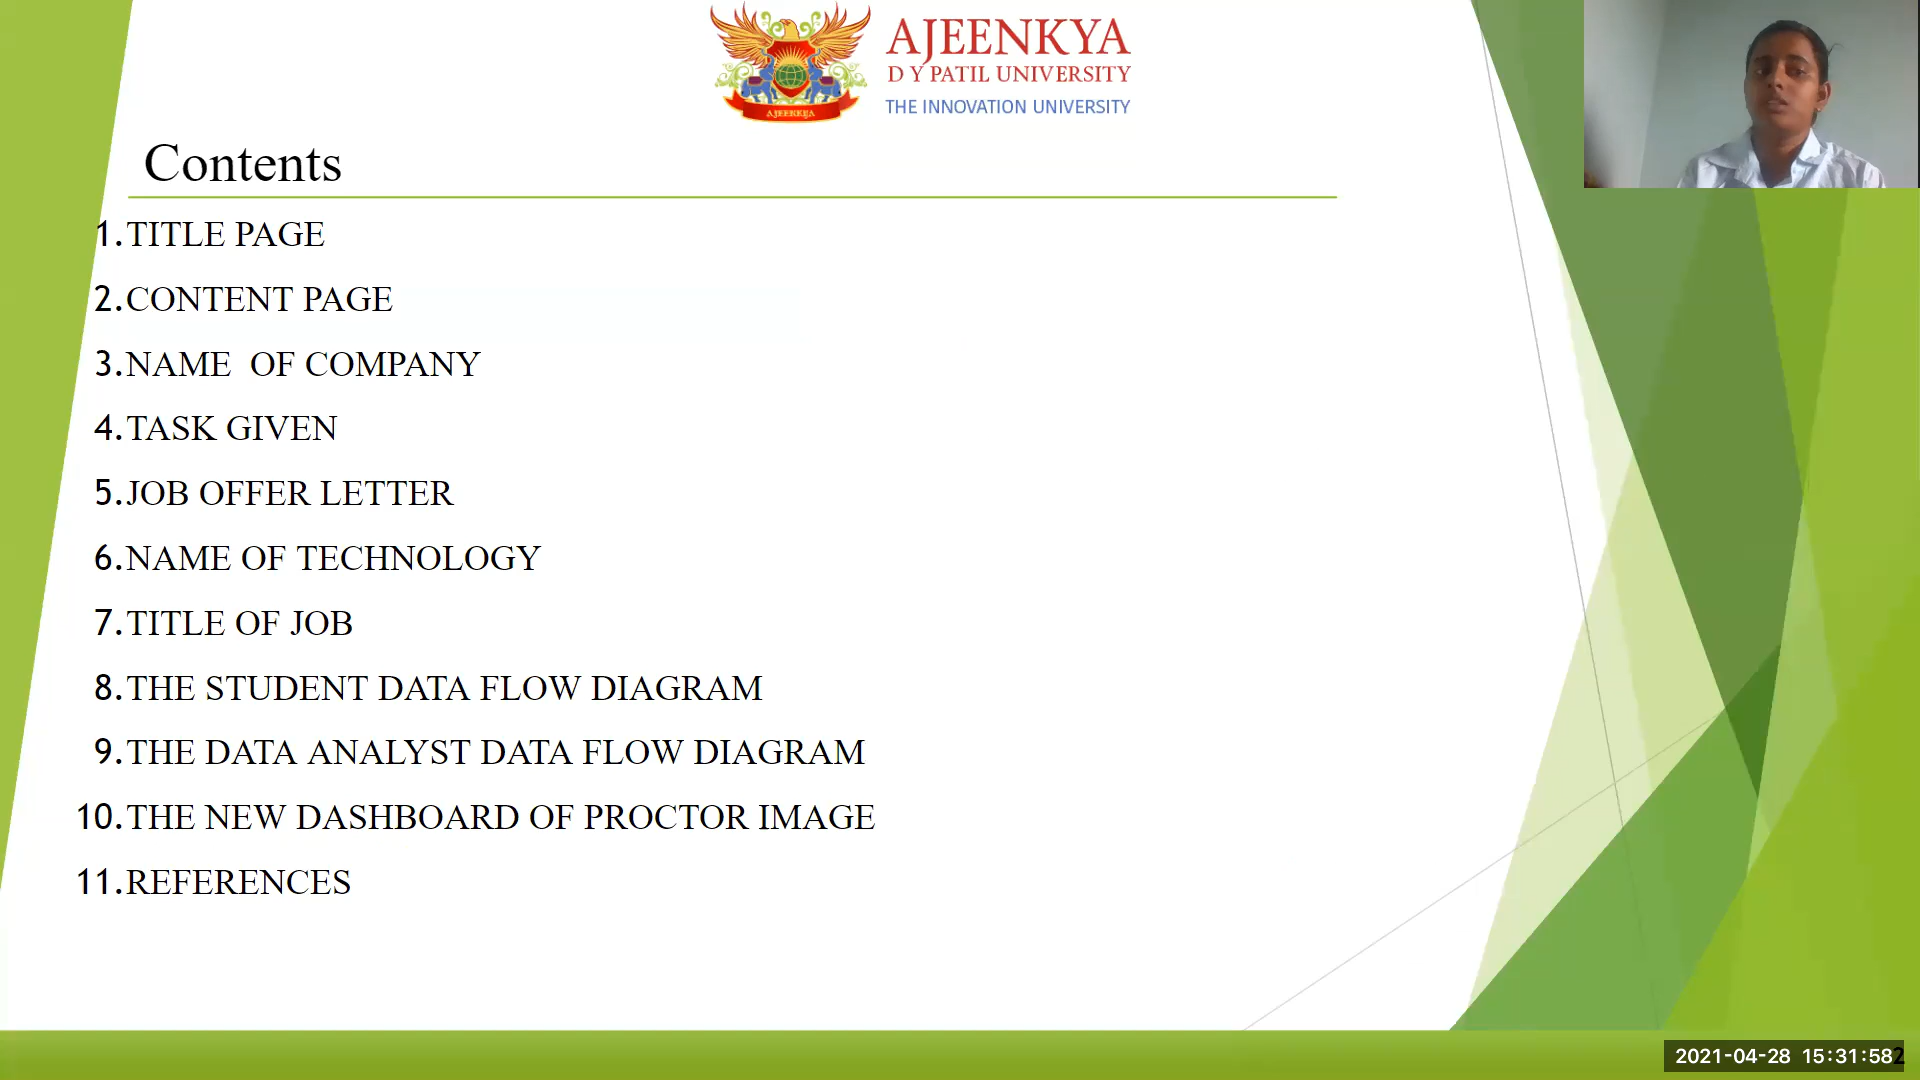 AJEENKYA
D Y PATIL UNIVERSITY
THE INNOVATION UNIVERSITY
AJEENKYA
Contents
1. TITLE PAGE
2. CONTENT PAGE
3. NAME  OF COMPANY
4. TASK GIVEN
5. JOB OFFER LETTER
6. NAME OF TECHNOLOGY
7. TITLE OF JOB
8. THE STUDENT DATA FLOW DIAGRAM
9. THE DATA ANALYST DATA FLOW DIAGRAM
10. THE NEW DASHBOARD OF PROCTOR IMAGE
11. REFERENCES
2021-04-28 15:31:58
2